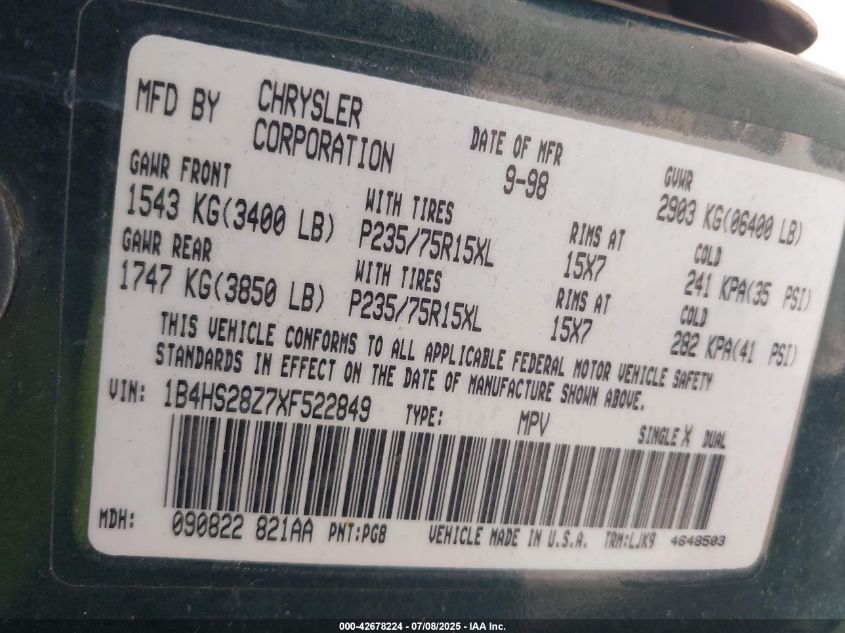 MFD BY CHRYSLER CORPORATION
DATE OF MFR 9-98
GVWR 2903 KG(06400 LB)
GAWR FRONT
1543 KG(3400 LB)
WITH TIRES
P235/75R15XL
RIMS AT
15X7
COLD
241 KPA(35 PSI)
GAWR REAR
1747 KG(3850 LB)
WITH TIRES
P235/75R15XL
RIMS AT
15X7
COLD
282 KPA(41 PSI)
THIS VEHICLE CONFORMS TO ALL APPLICABLE FEDERAL MOTOR VEHICLE SAFETY
STANDARDS IN EFFECT ON THE DATE OF MANUFACTURE SHOWN ABOVE.
VIN: 1B4HS28Z7XF522849 TYPE: MPV SINGLE X DUAL
MDH: 090822 821AA PNT:PG8 VEHICLE MADE IN U.S.A. TRM:LJK9 4648503
000-42678224 - 07/08/2025 - IAA Inc.